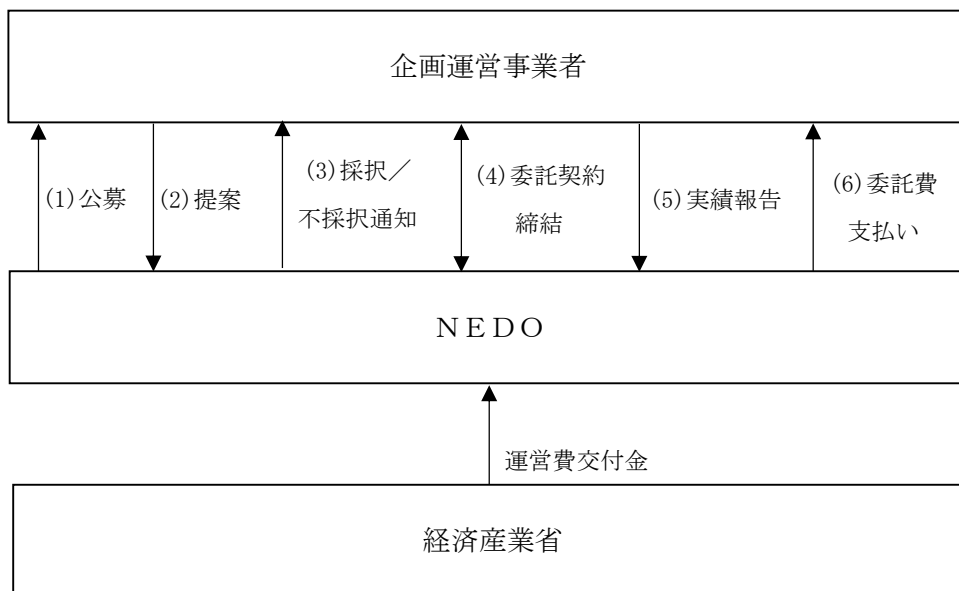 企画運営事業者
(1)公募
(2)提案
(3)採択／
不採択通知
(4)委託契約
締結
(5)実績報告
(6)委託費
支払い
ＮＥＤＯ
運営費交付金
経済産業省